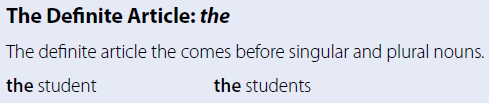 The Definite Article: the
The definite article the comes before singular and plural nouns.
the student the students